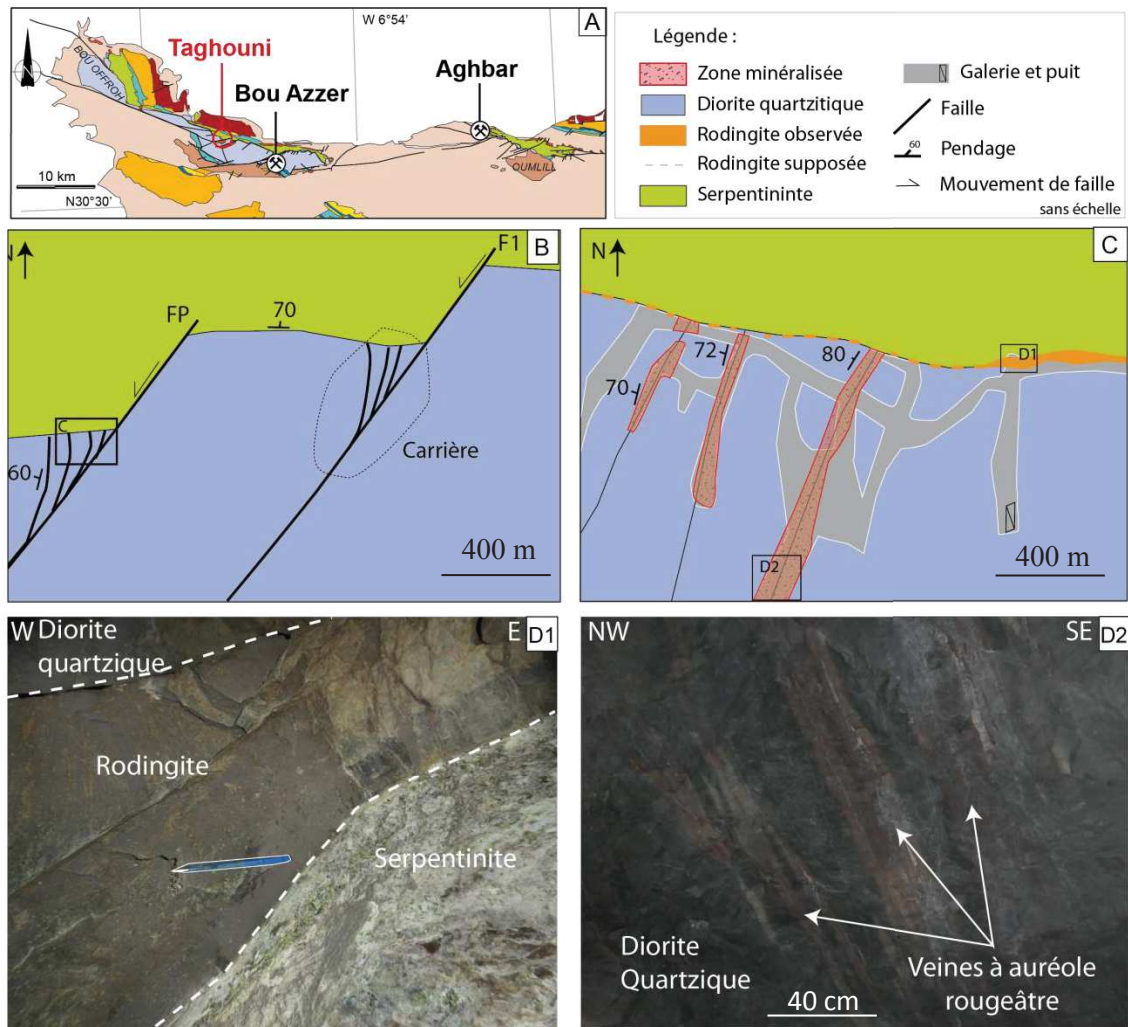 A
W 6°54'
Taghouni
Aghbar
BOU OFFROH
Bou Azzer
OUMLILL
10 km
N30°30'
Légende :
Zone minéralisée
Diorite quartzitique
Rodingite observée
Rodingite supposée
Serpentininte
Galerie et puit
Faille
60
Pendage
Mouvement de faille
sans échelle
B
N
F1
FP
70
C
60
Carrière
400 m
C
N
D1
72
80
70
D2
400 m
W
Diorite
quartzique
E
D1
Rodingite
Serpentinite
NW
SE
D2
Diorite
Quartzique
Veines à auréole
rougeâtre
40 cm